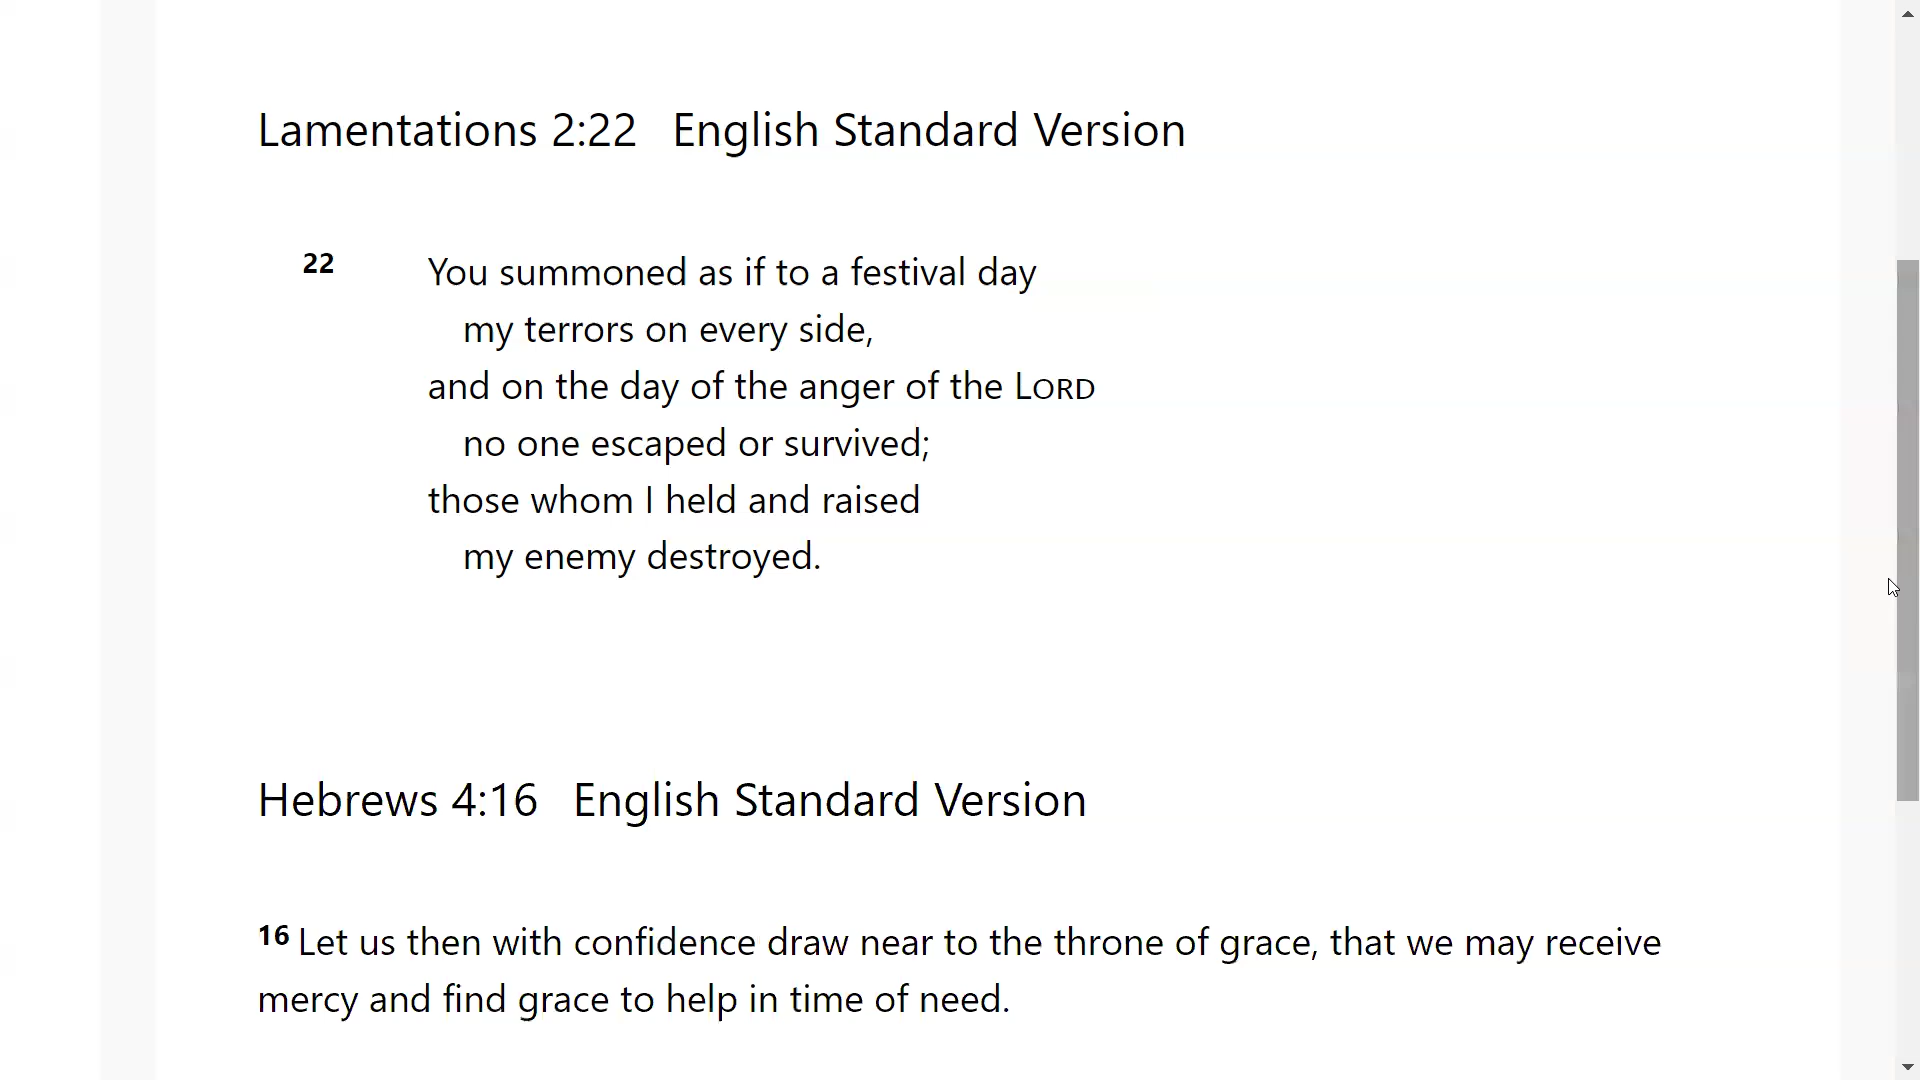 Lamentations 2:22 English Standard Version
22 You summoned as if to a festival day
my terrors on every side,
and on the day of the anger of the LORD
no one escaped or survived;
those whom I held and raised
my enemy destroyed.
Hebrews 4:16 English Standard Version
16 Let us then with confidence draw near to the throne of grace, that we may receive
mercy and find grace to help in time of need.